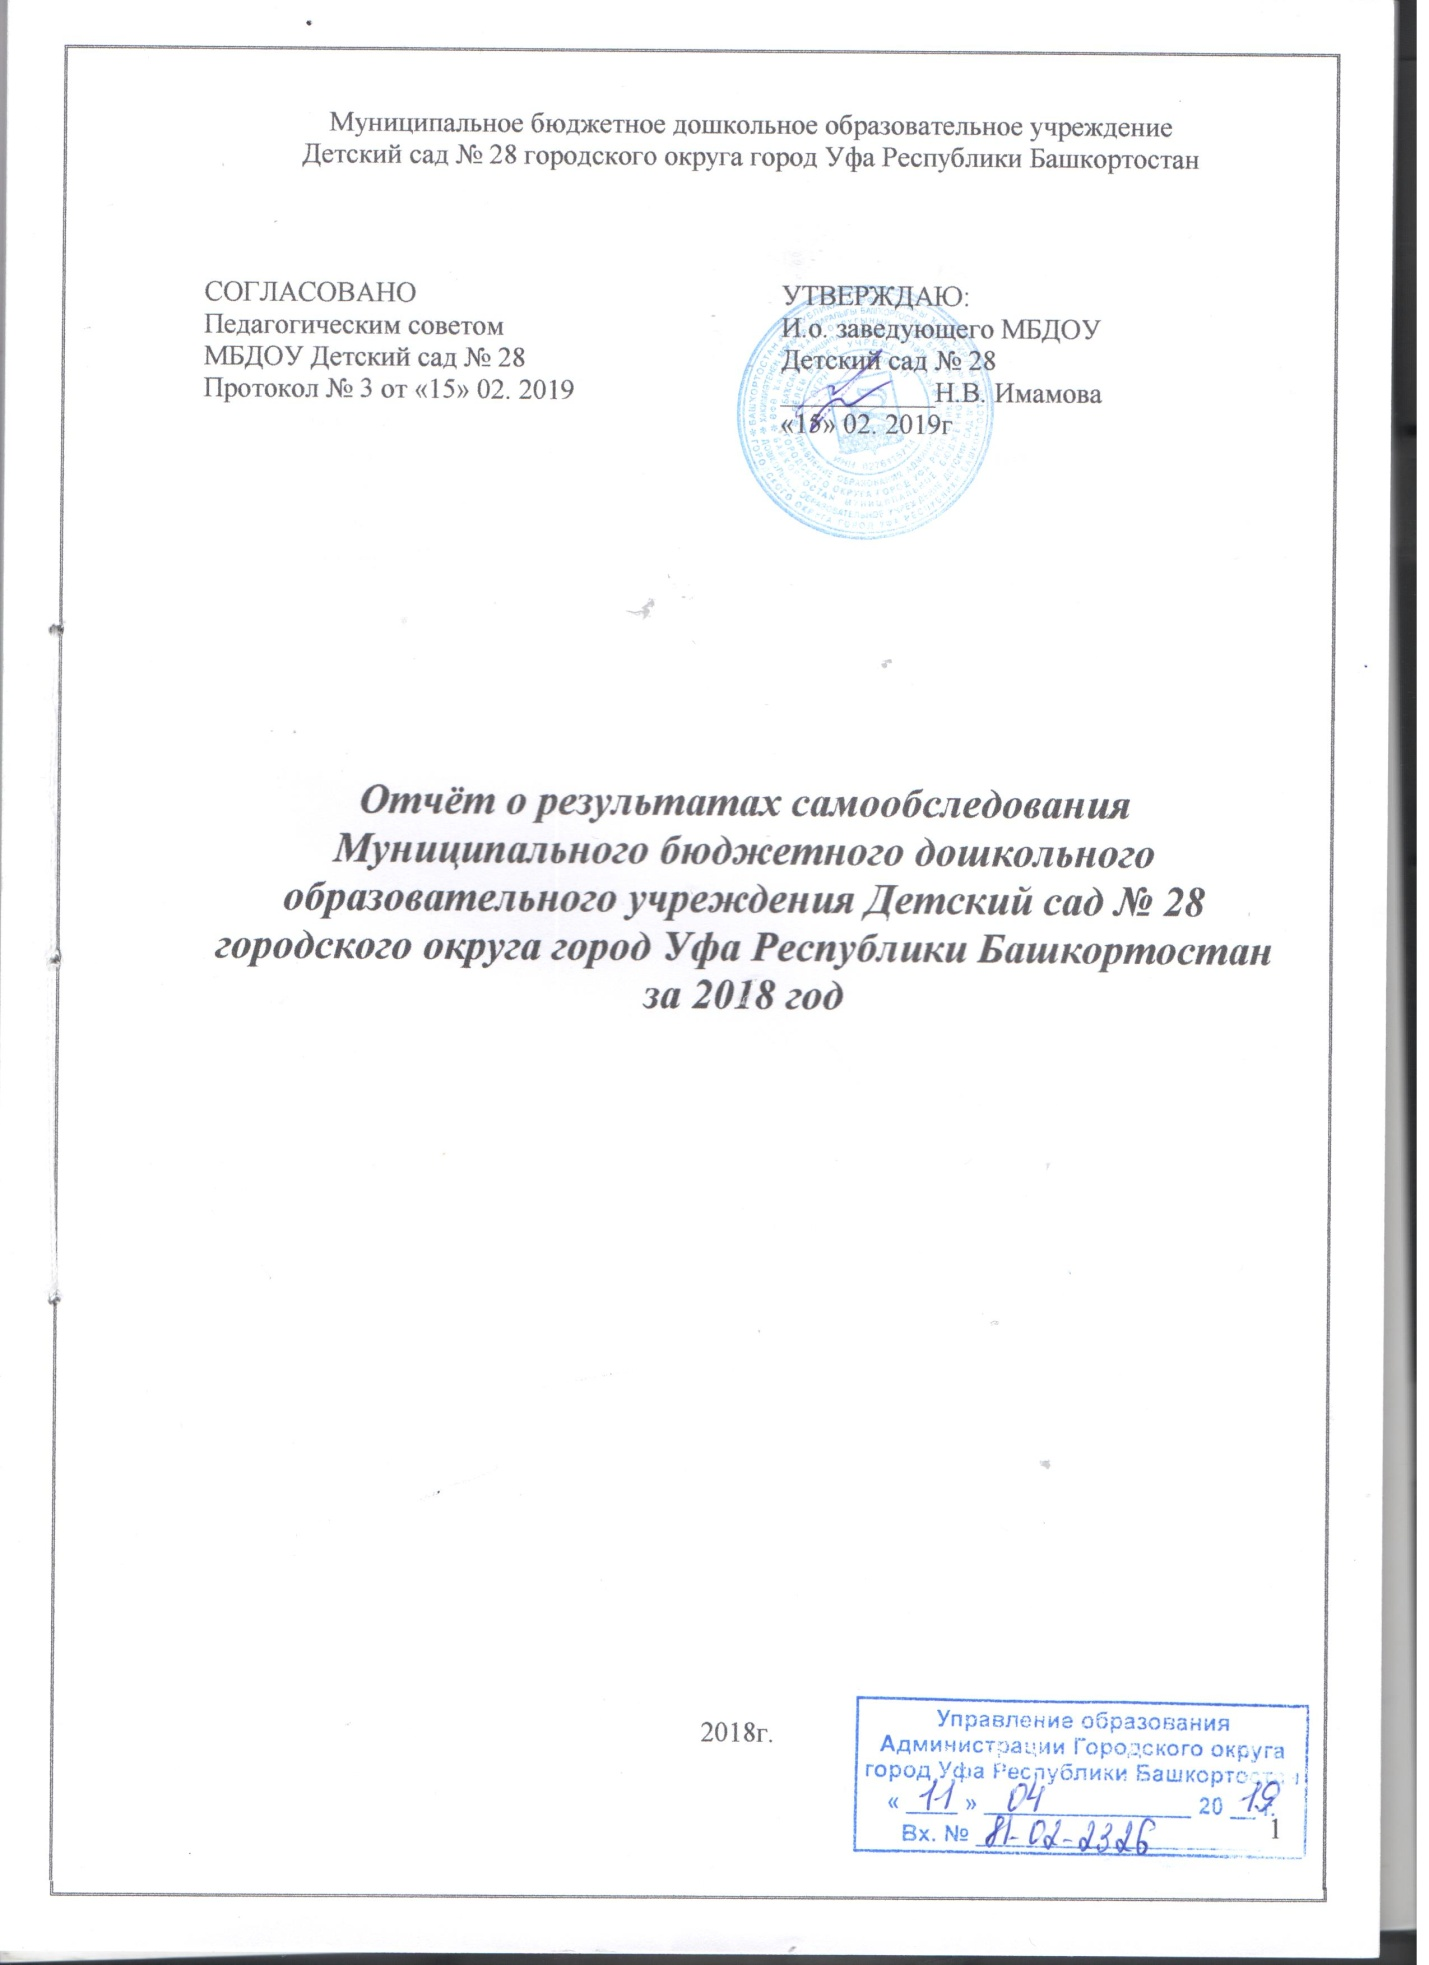 Муниципальное бюджетное дошкольное образовательное учреждение
Детский сад № 28 городского округа город Уфа Республики Башкортостан
СОГЛАСОВАНО
Педагогическим советом
МБДОУ Детский сад № 28
Протокол № 3 от «15» 02. 2019
УТВЕРЖДАЮ:
И.о. заведующего МБДОУ
Детский сад № 28
___________Н.В. Имамова
«15» 02. 2019г
Отчёт о результатах самообследования
Муниципального бюджетного дошкольного
образовательного учреждения Детский сад № 28
городского округа город Уфа Республики Башкортостан
за 2018 год
2018г.
Управление образования
Администрации Городского округа
город Уфа Республики Башкортостан
« 11 » 04 20 19 г.
Вх. № 81-02-2326
1